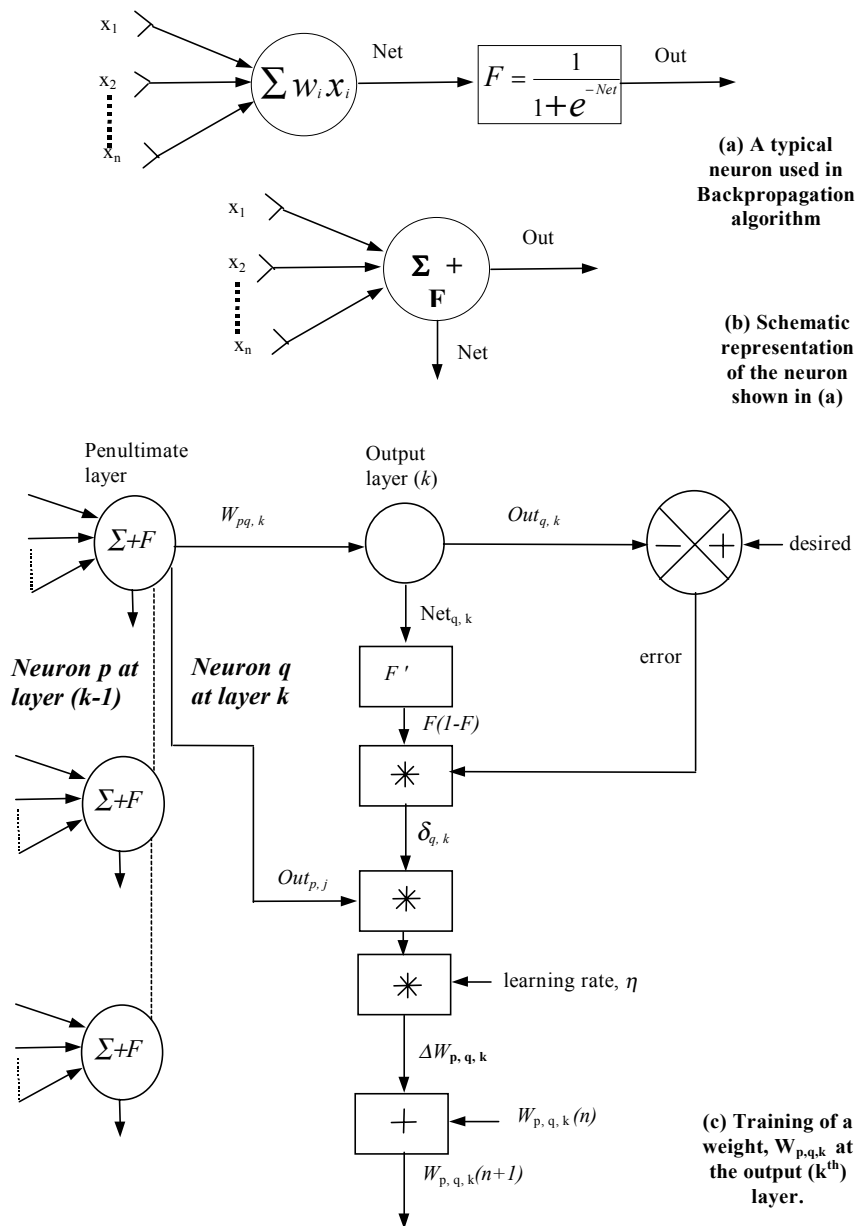 x1
x2
xn
Σ wi xi
Net
F = 1 / 1+e^-Net
Out
(a) A typical
neuron used in
Backpropagation
algorithm
x1
x2
xn
Σ +
F
Out
Net
(b) Schematic
representation
of the neuron
shown in (a)
Penultimate
layer
Σ+F
Wpq, k
Output
layer (k)
Outq, k
− +
desired
Netq, k
error
Neuron p at
layer (k-1)
Neuron q
at layer k
F '
F(1-F)
Σ+F
δq, k
Outp, j
learning rate, η
Σ+F
ΔWp, q, k
+
Wp, q, k(n)
Wp, q, k(n+1)
(c) Training of a
weight, Wp,q,k at
the output (kth)
layer.